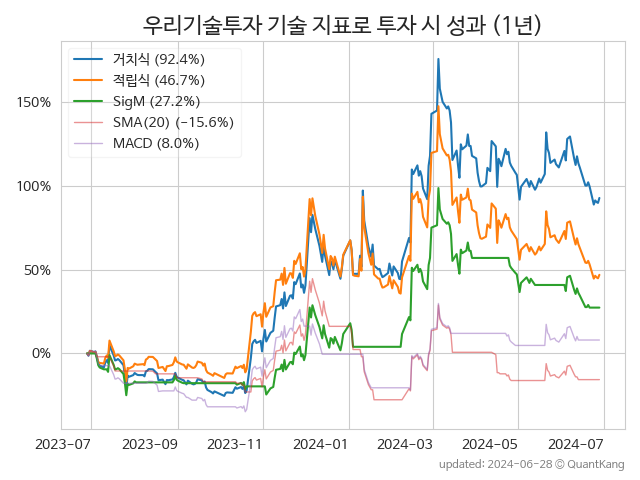 우리기술투자 기술 지표로 투자 시 성과 (1년)
거치식 (92.4%)
적립식 (46.7%)
SigM (27.2%)
SMA(20) (−15.6%)
MACD (8.0%)
150%
100%
50%
0%
2023-07 2023-09 2023-11 2024-01 2024-03 2024-05 2024-07
updated: 2024-06-28 © QuantKang